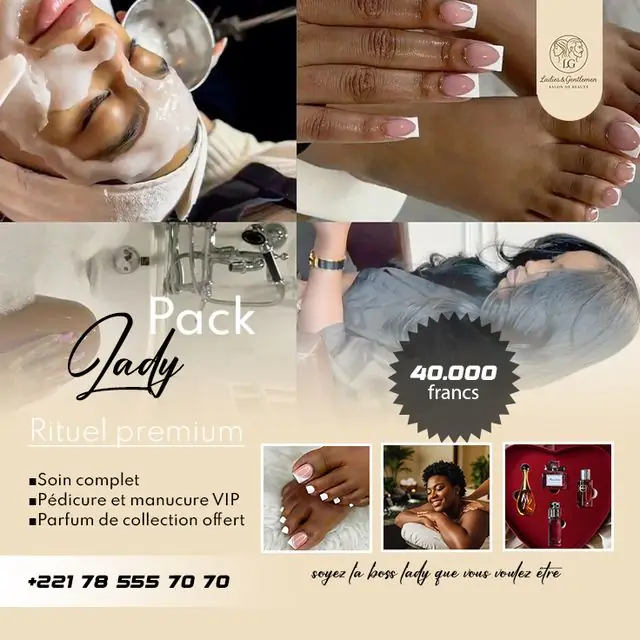 LG
Ladies & Gentlemen
SALON DE BEAUTÉ
Pack
Lady
40.000
francs
Rituel premium
▪Soin complet
▪Pédicure et manucure VIP
▪Parfum de collection offert
+221 78 555 70 70
soyez la boss lady que vous voulez être